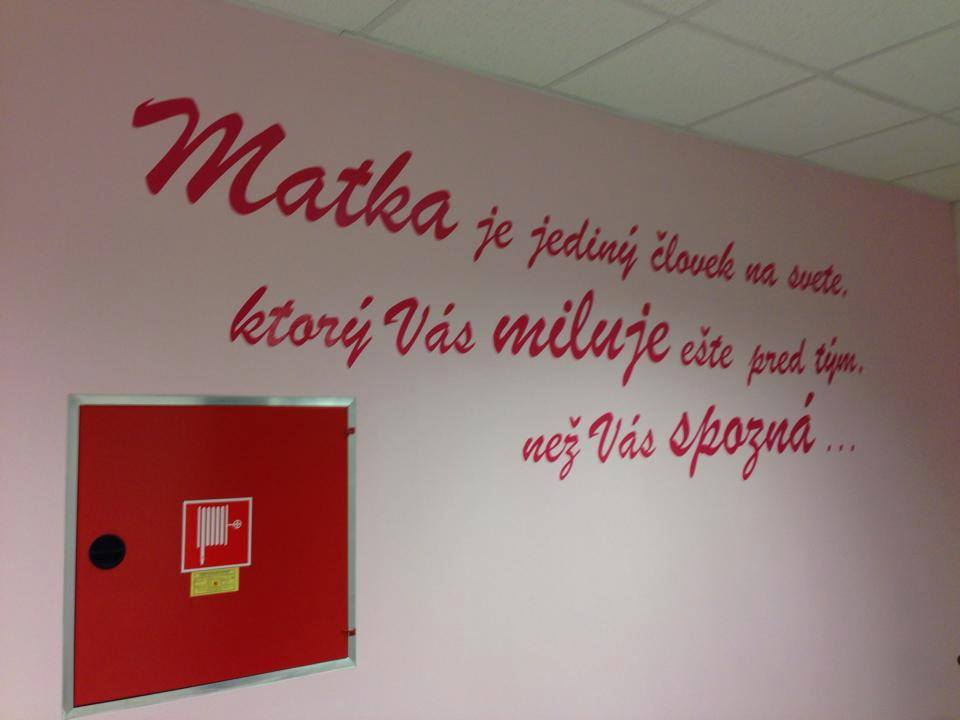 Matka je jediný človek na svete,
ktorý Vás miluje ešte pred tým,
než Vás spozná ...